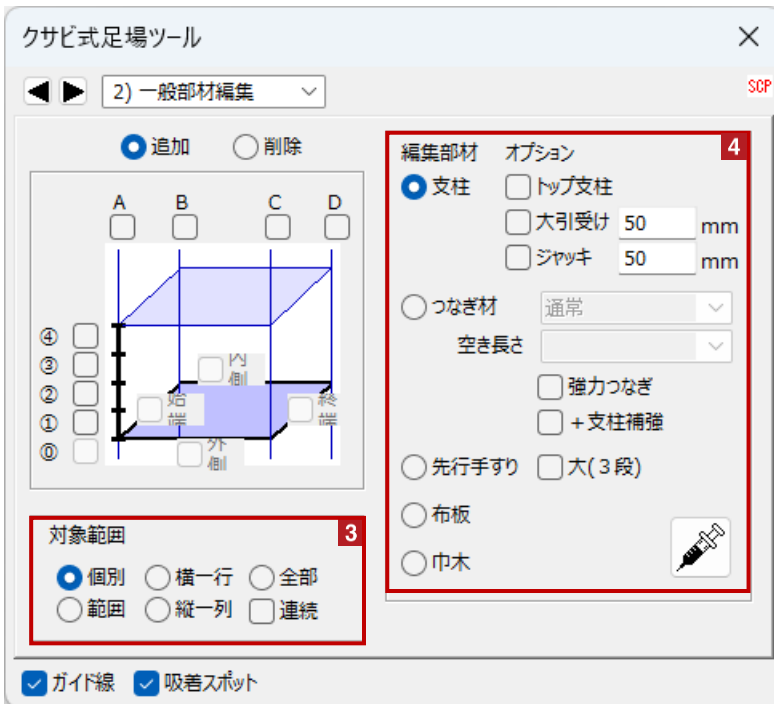 クサビ式足場ツール
2) 一般部材編集
SCP
追加 削除
A B C D
④
③
②
①
⓪
内側
始端
終端
外側
3
対象範囲
個別 横一行 全部
範囲 縦一列 連続
4
編集部材 オプション
支柱 トップ支柱
大引受け 50 mm
ジャッキ 50 mm
つなぎ材 通常
空き長さ
強力つなぎ
+支柱補強
先行手すり 大(3段)
布板
巾木
ガイド線 吸着スポット